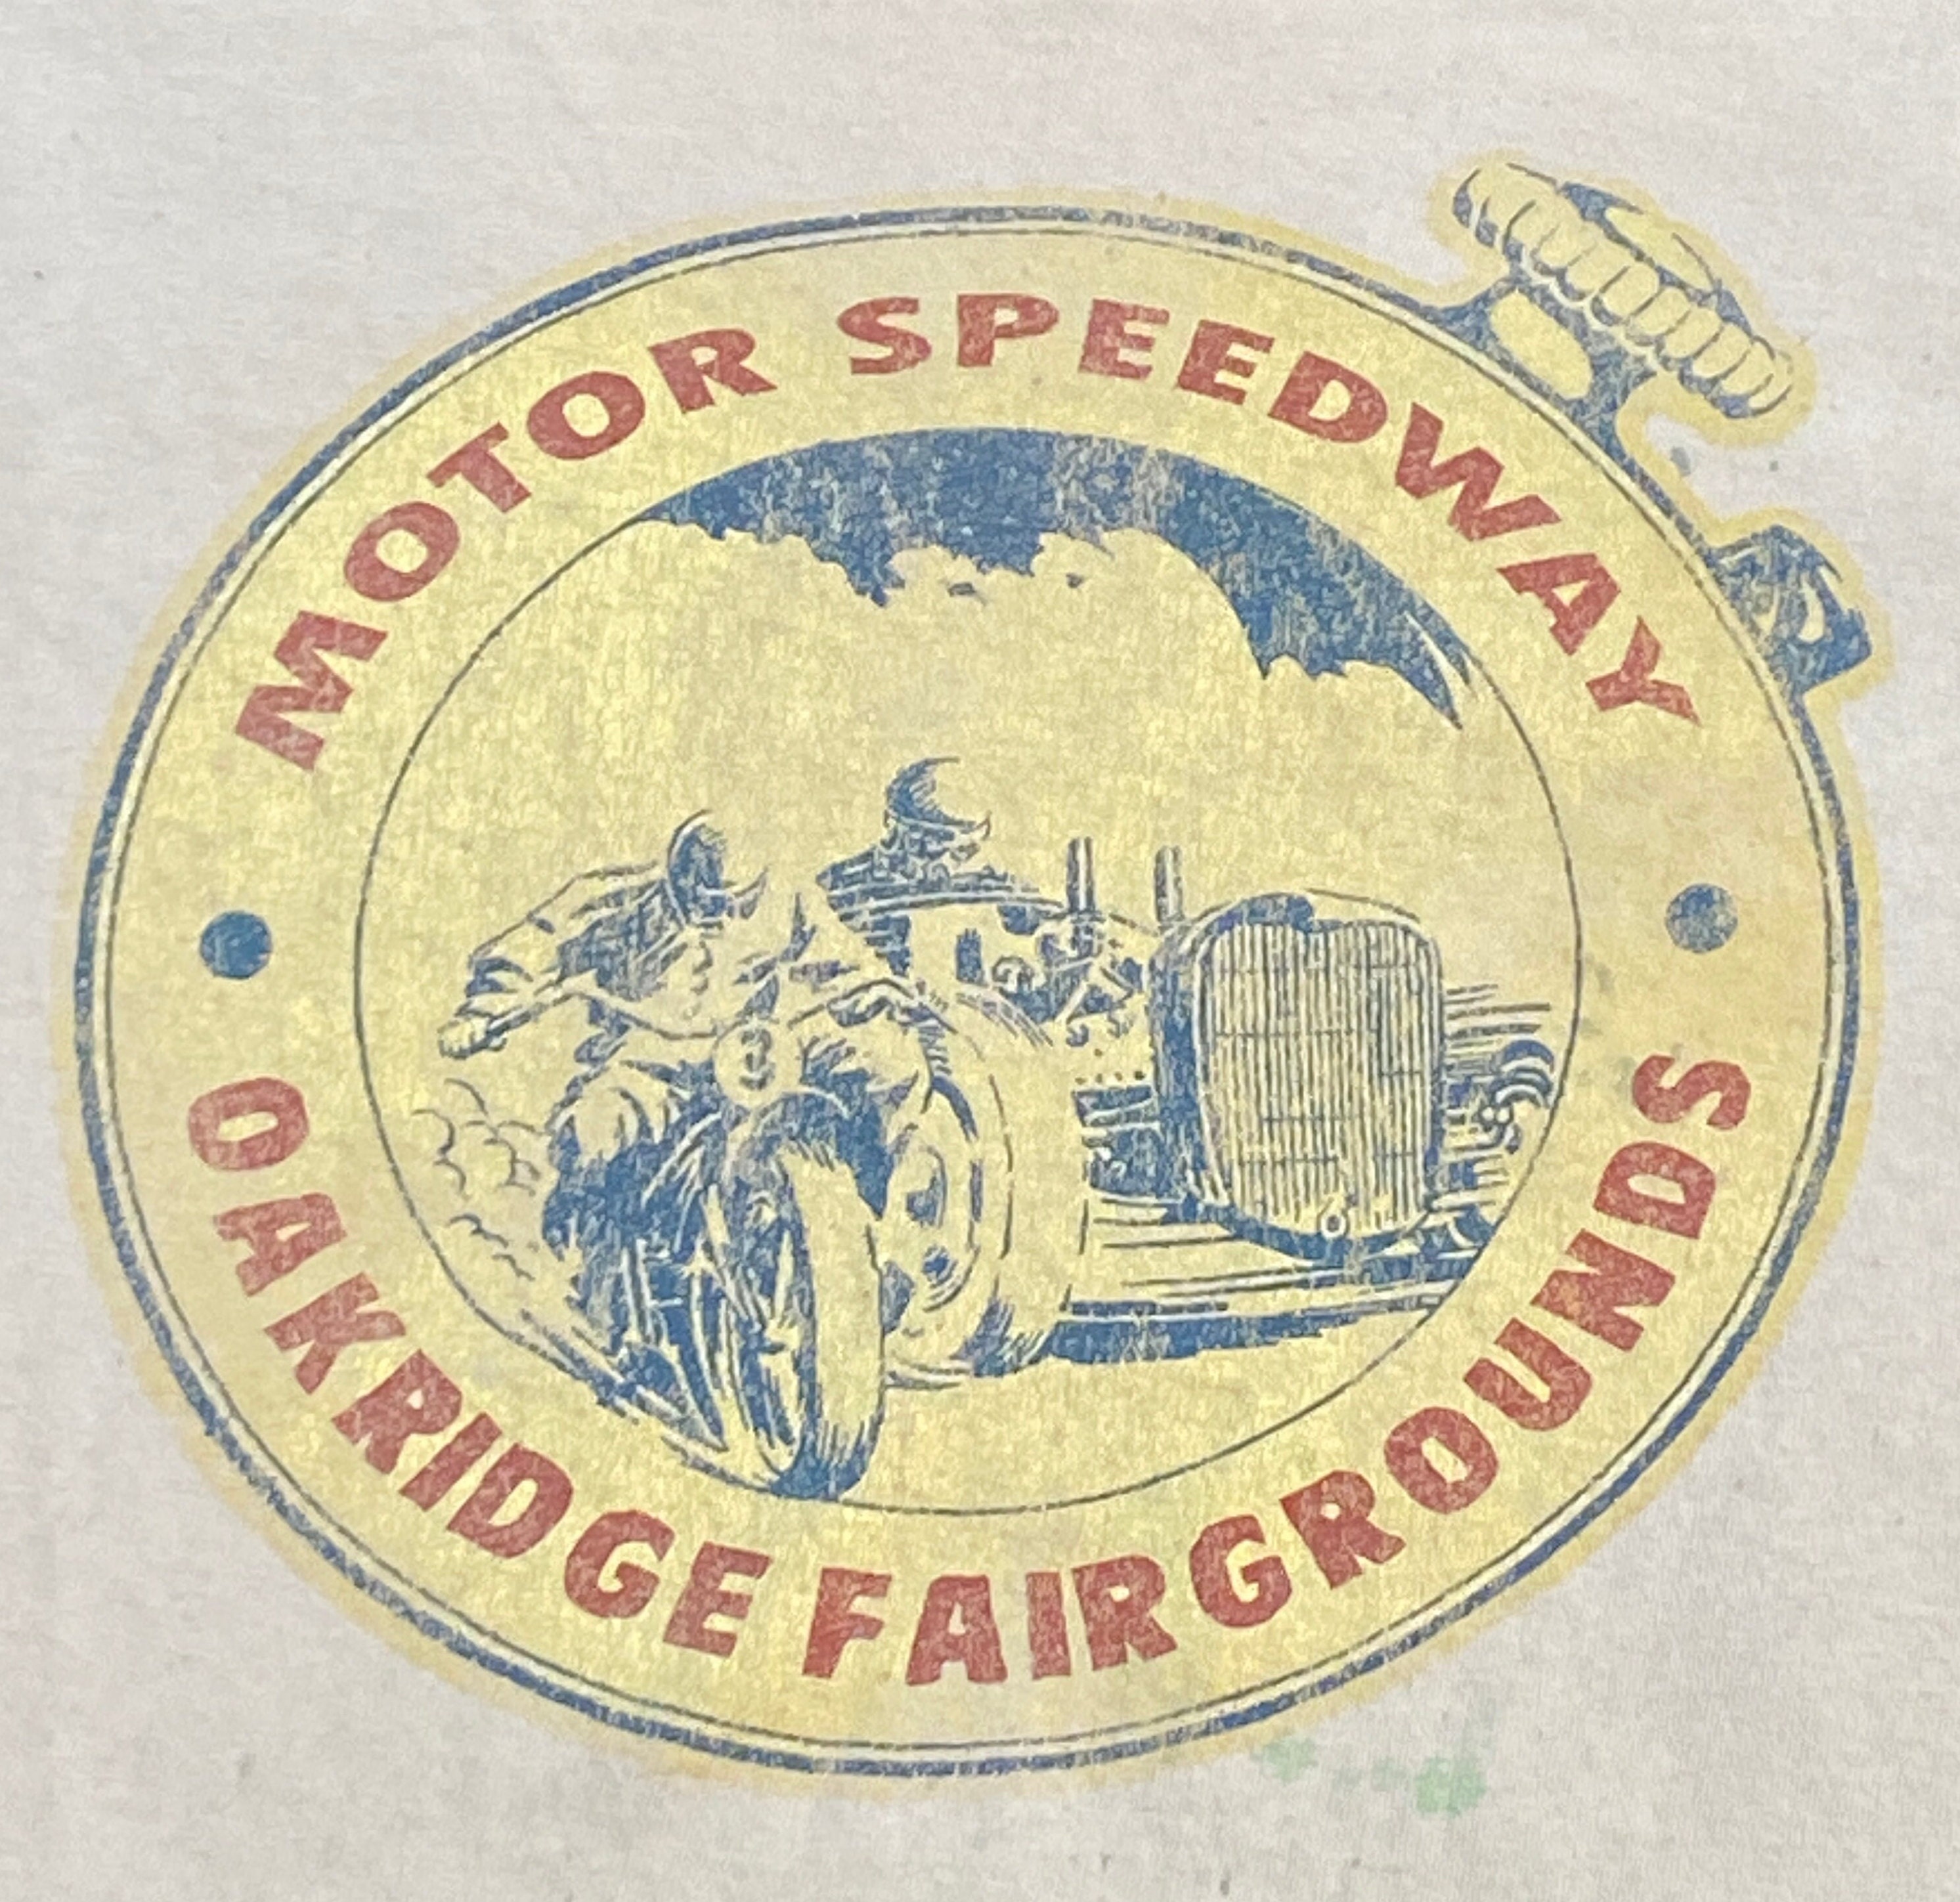 MOTOR SPEEDWAY
3
OAKRIDGE FAIRGROUNDS